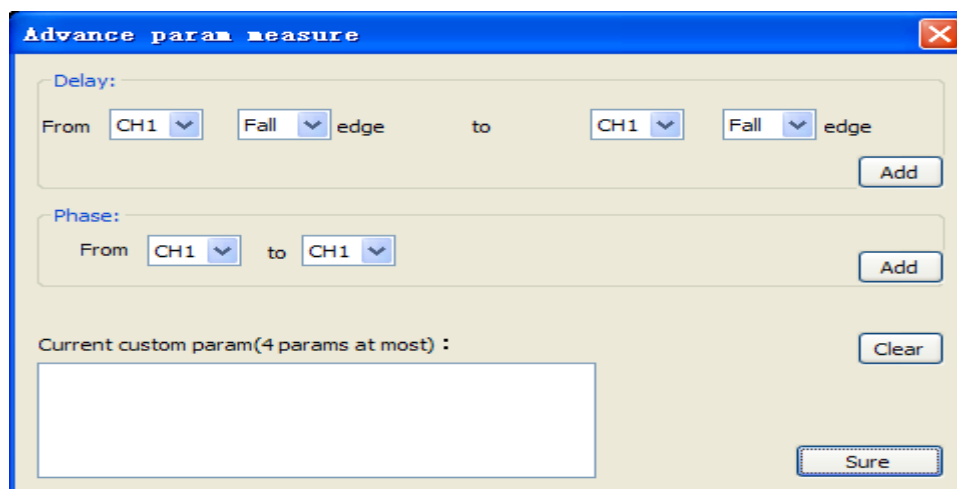 Advance param measure
Delay:
From CH1 Fall edge to CH1 Fall edge
Add
Phase:
From CH1 to CH1
Add
Current custom param(4 params at most)：
Clear
Sure